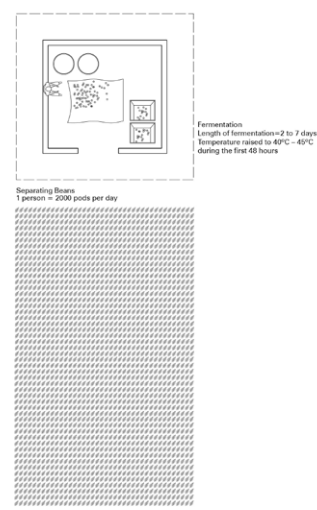 Fermentation
Length of fermentation=2 to 7 days
Temperature raised to 40ºC – 45ºC
during the first 48 hours
Separating Beans
1 person = 2000 pods per day